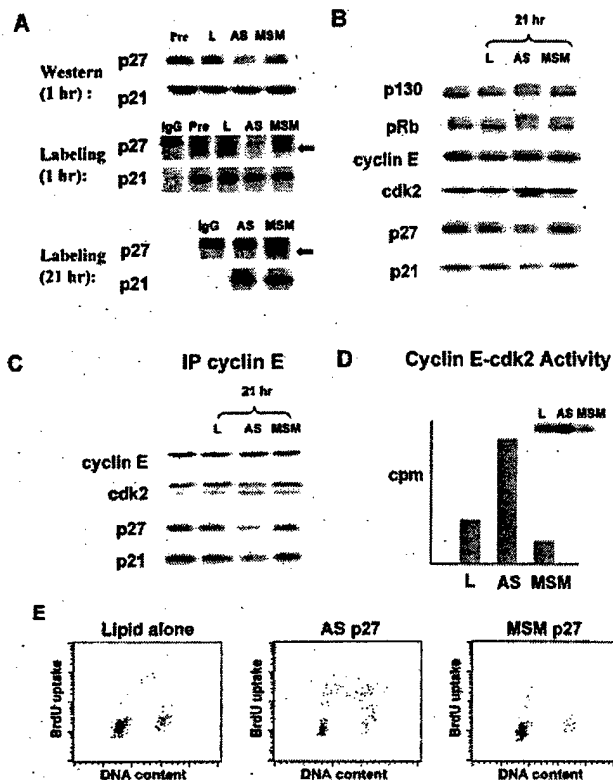 A
Pre L AS MSM
Western
(1 hr) :
p27
p21
IgG Pre L AS MSM
Labeling
(1 hr):
p27
p21
IgG AS MSM
Labeling
(21 hr):
p27
p21
B
21 hr
L AS MSM
p130
pRb
cyclin E
cdk2
p27
p21
C
IP cyclin E
21 hr
L AS MSM
cyclin E
cdk2
p27
p21
D
Cyclin E-cdk2 Activity
L AS MSM
cpm
L AS MSM
E
Lipid alone
AS p27
MSM p27
BrdU uptake
BrdU uptake
BrdU uptake
DNA content
DNA content
DNA content